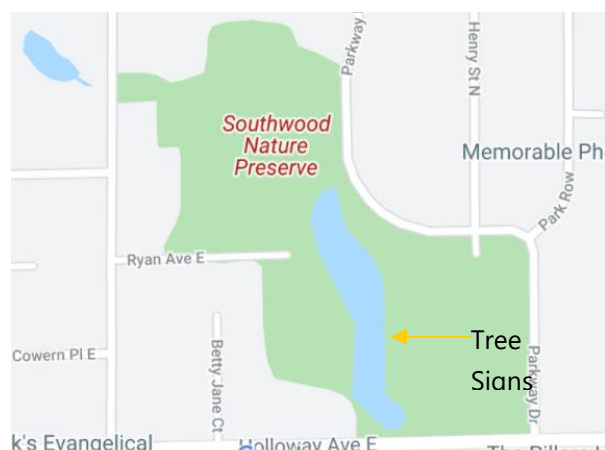 Parkway
Henry St N
Southwood
Nature
Preserve
Memorable Pho
Park Row
Ryan Ave E
Tree
Signs
Cowern Pl E
Betty Jane Ct
Parkway Dr
k's Evangelical
Holloway Ave E